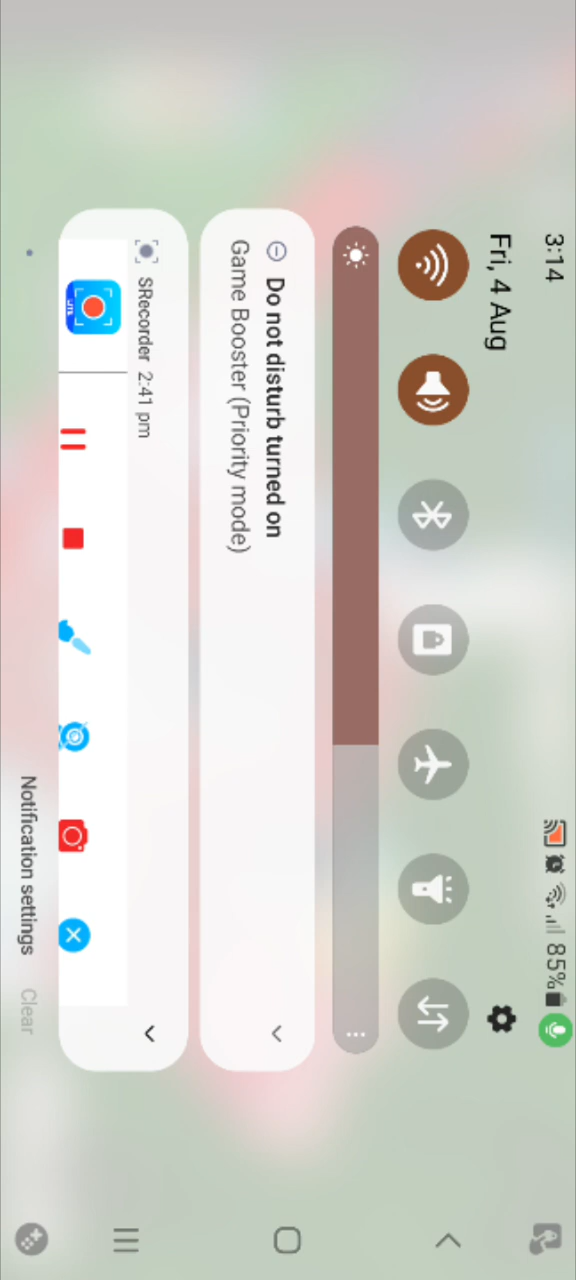 3:14
85%
Fri, 4 Aug
Do not disturb turned on
Game Booster (Priority mode)
SRecorder 2:41 pm
LITE
Notification settings
Clear